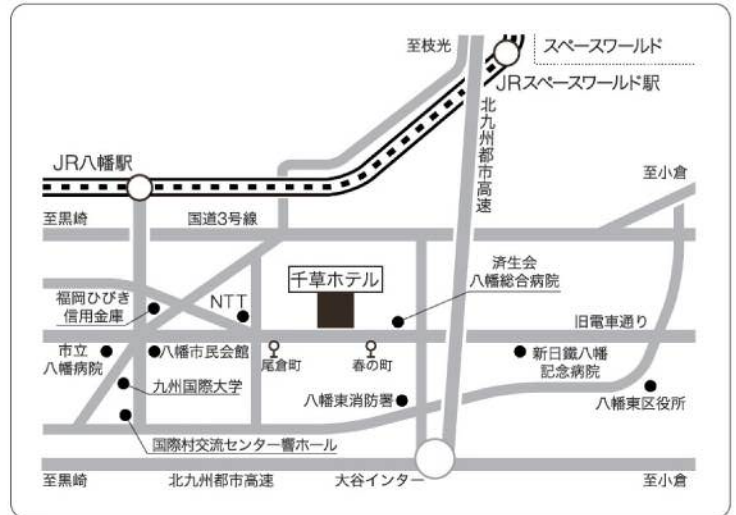 至枝光
スペースワールド
JRスペースワールド駅
北九州都市高速
JR八幡駅
至小倉
至黒崎
国道3号線
千草ホテル
済生会
八幡総合病院
福岡ひびき
信用金庫
NTT
旧電車通り
市立
八幡病院
八幡市民会館
尾倉町
春の町
新日鐵八幡
記念病院
九州国際大学
八幡東消防署
八幡東区役所
国際村交流センター響ホール
至黒崎
北九州都市高速
大谷インター
至小倉